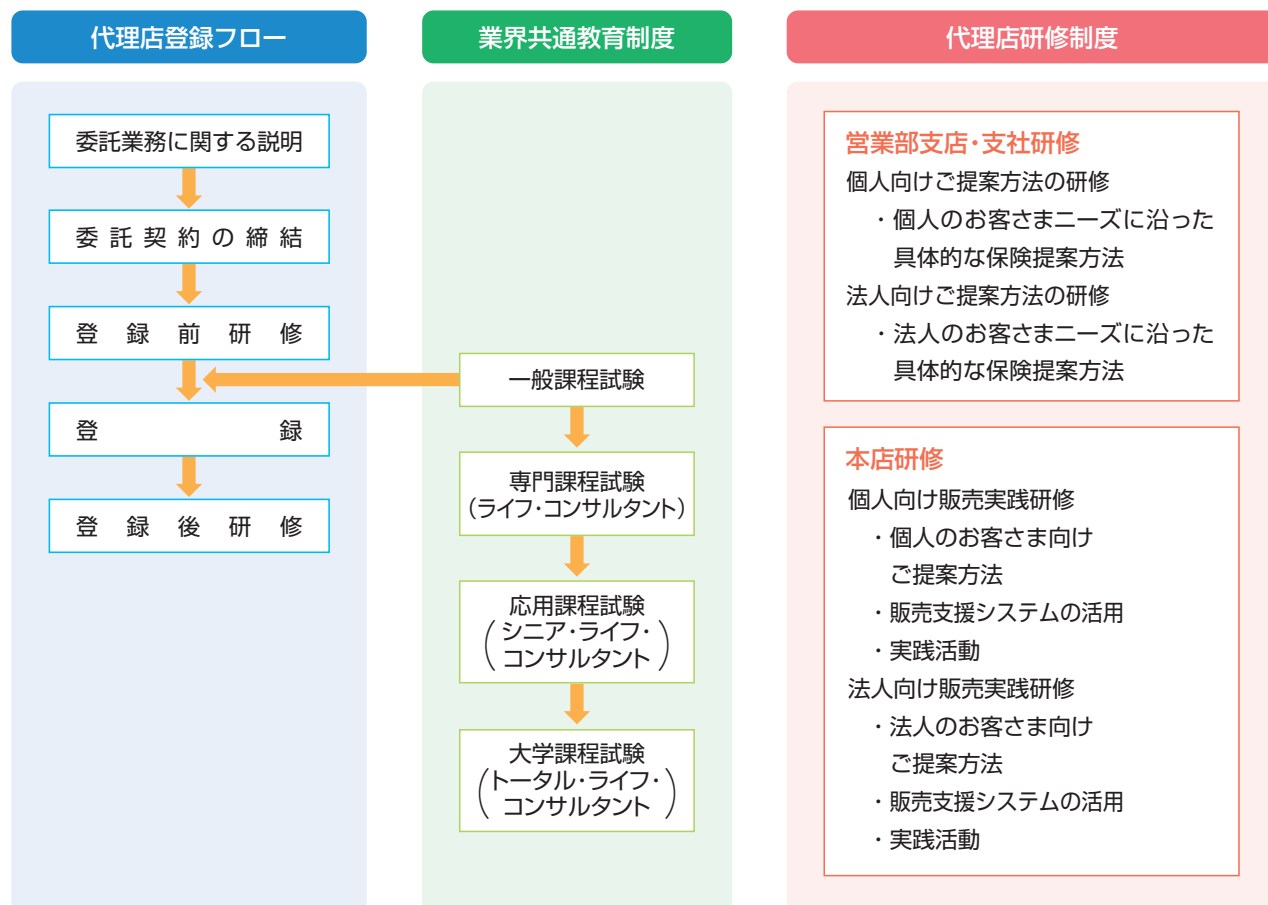 代理店登録フロー
委託業務に関する説明
委託契約の締結
登録前研修
登録
登録後研修
業界共通教育制度
一般課程試験
専門課程試験
(ライフ・コンサルタント)
応用課程試験
(シニア・ライフ・
コンサルタント)
大学課程試験
(トータル・ライフ・
コンサルタント)
代理店研修制度
営業部支店・支社研修
個人向けご提案方法の研修
・個人のお客さまニーズに沿った
具体的な保険提案方法
法人向けご提案方法の研修
・法人のお客さまニーズに沿った
具体的な保険提案方法
本店研修
個人向け販売実践研修
・個人のお客さま向け
ご提案方法
・販売支援システムの活用
・実践活動
法人向け販売実践研修
・法人のお客さま向け
ご提案方法
・販売支援システムの活用
・実践活動